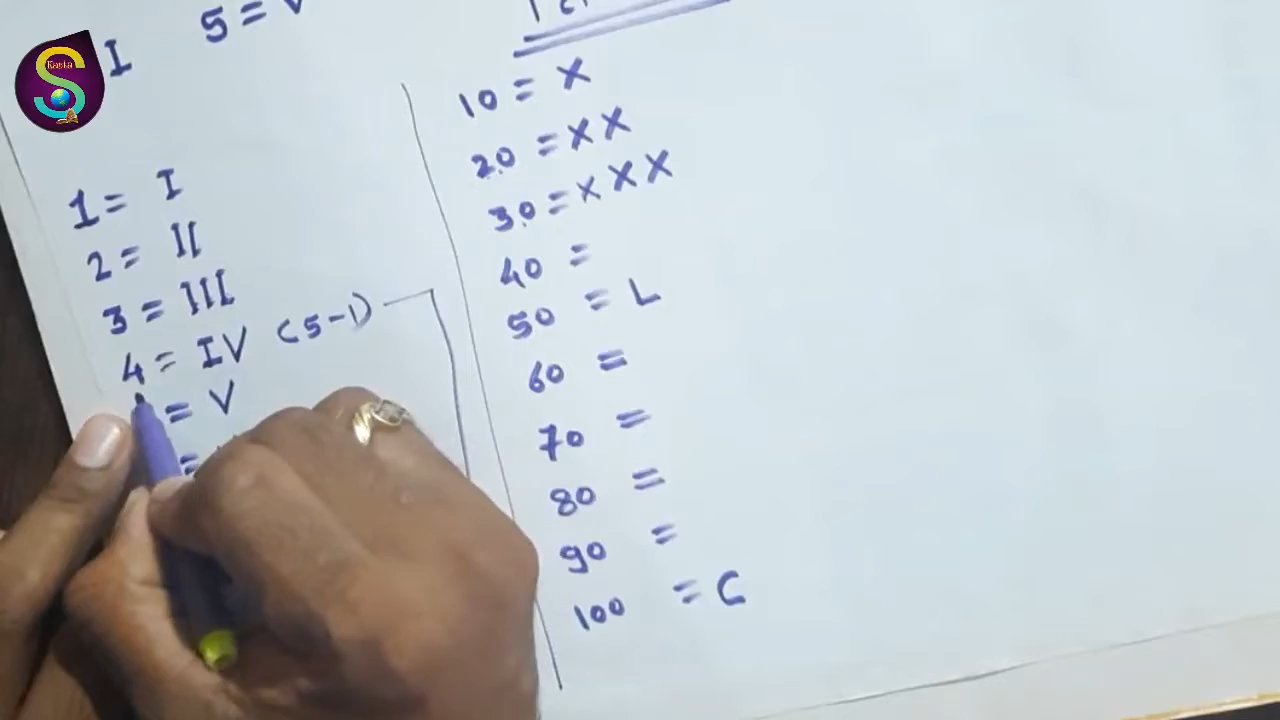 Kasta
I 5 = V
1 = I
2 = II
3 = III
4 = IV (5-1)
= V
=
10 = X
20 = XX
30 = XXX
40 =
50 = L
60 =
70 =
80 =
90 =
100 = C